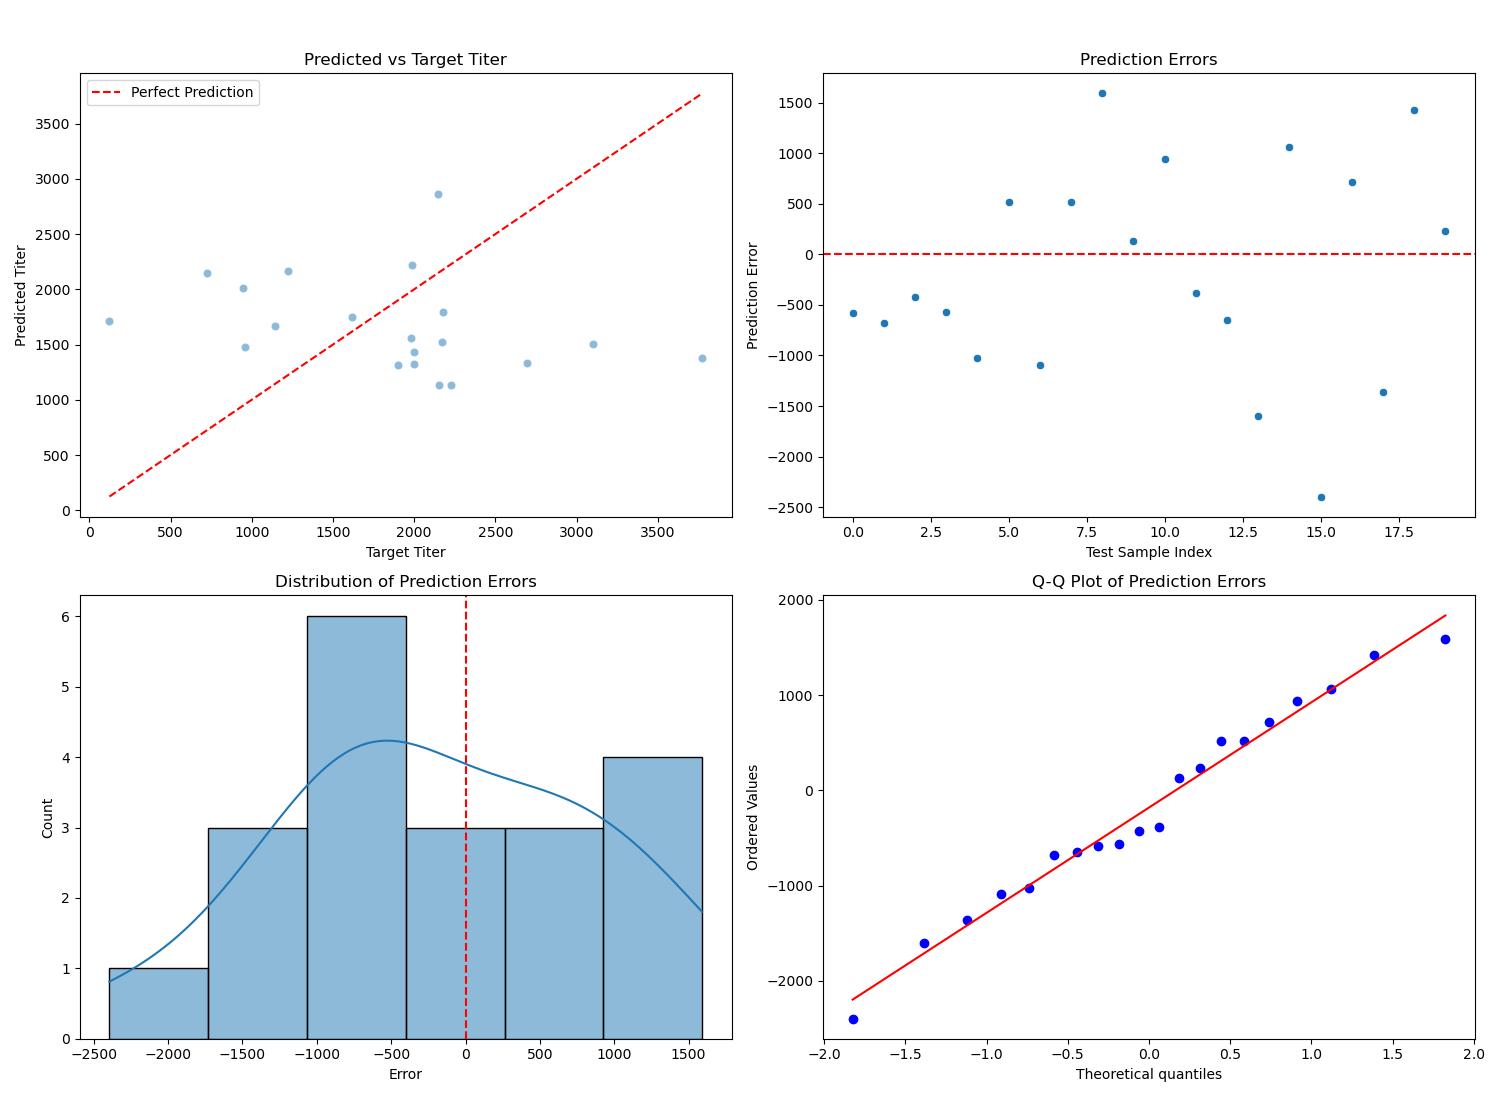 Predicted vs Target Titer
Perfect Prediction
3500
3000
2500
2000
1500
1000
500
0
Predicted Titer
0 500 1000 1500 2000 2500 3000 3500
Target Titer
Prediction Errors
1500
1000
500
0
−500
−1000
−1500
−2000
−2500
Prediction Error
0.0 2.5 5.0 7.5 10.0 12.5 15.0 17.5
Test Sample Index
Distribution of Prediction Errors
6
5
4
3
2
1
0
Count
−2500 −2000 −1500 −1000 −500 0 500 1000 1500
Error
Q-Q Plot of Prediction Errors
2000
1000
0
−1000
−2000
Ordered Values
−2.0 −1.5 −1.0 −0.5 0.0 0.5 1.0 1.5 2.0
Theoretical quantiles